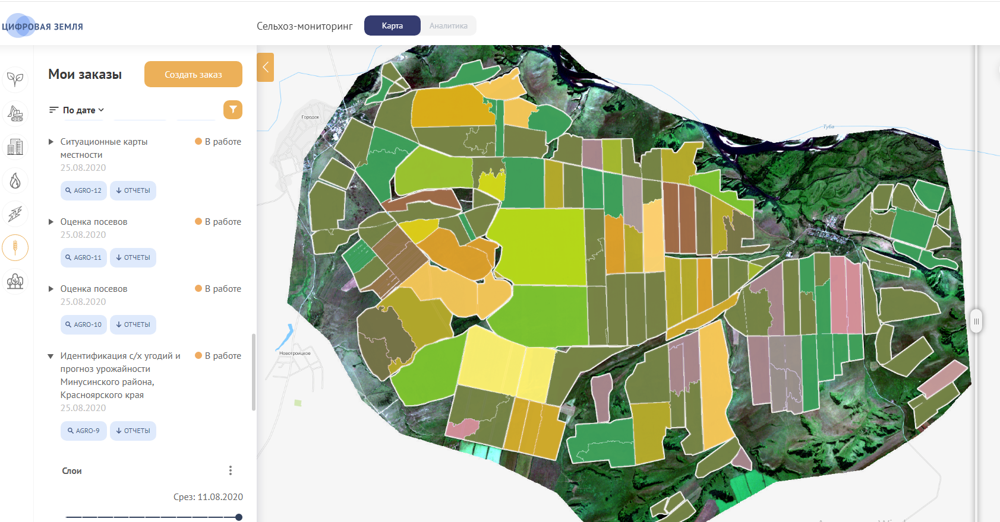 ЦИФРОВАЯ ЗЕМЛЯ
Сельхоз-мониторинг
Карта
Аналитика
Мои заказы
Создать заказ
По дате
Ситуационные карты
местности
В работе
25.08.2020
AGRO-12
ОТЧЕТЫ
Оценка посевов
В работе
25.08.2020
AGRO-11
ОТЧЕТЫ
Оценка посевов
В работе
25.08.2020
AGRO-10
ОТЧЕТЫ
Идентификация с/х угодий и
прогноз урожайности
Минусинского района,
Красноярского края
В работе
25.08.2020
AGRO-9
ОТЧЕТЫ
Слои
Срез: 11.08.2020
Городок
Туба
Новотроицков